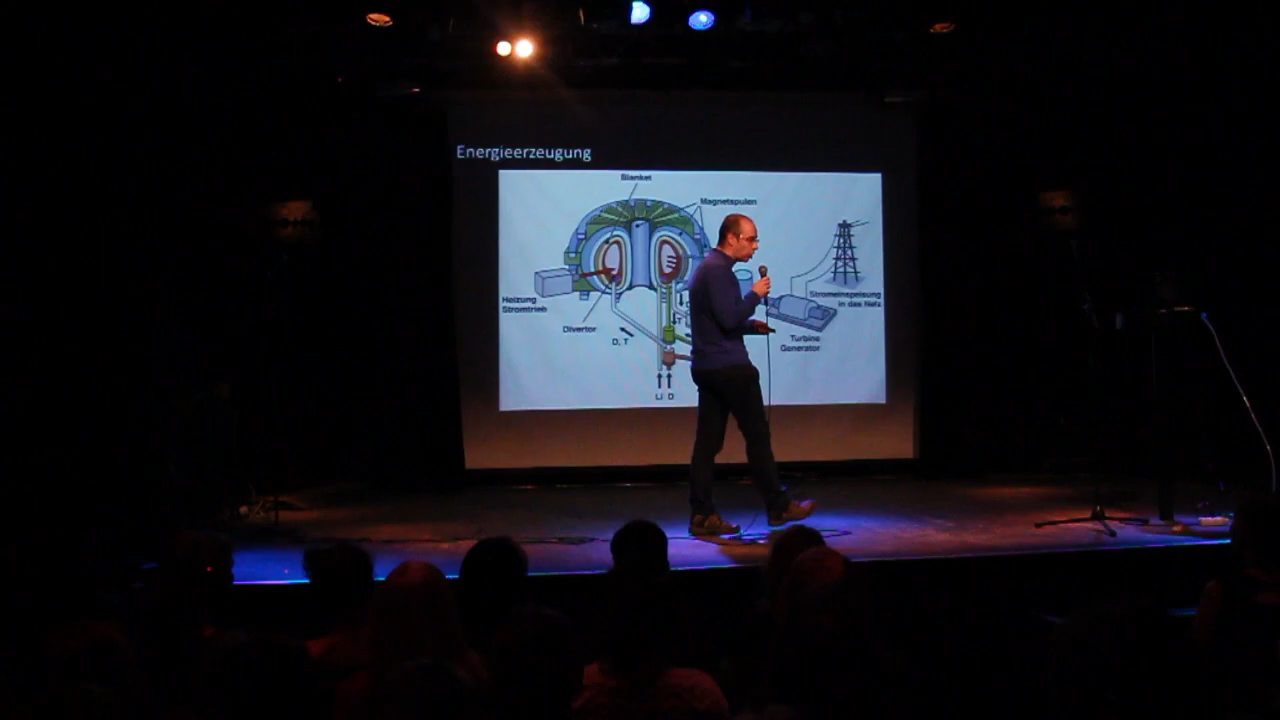 Energieerzeugung
Blanket
Magnetspulen
Heizung
Stromtrieb
Stromeinspeisung
in das Netz
Divertor
D, T
T
Turbine
Generator
Li D